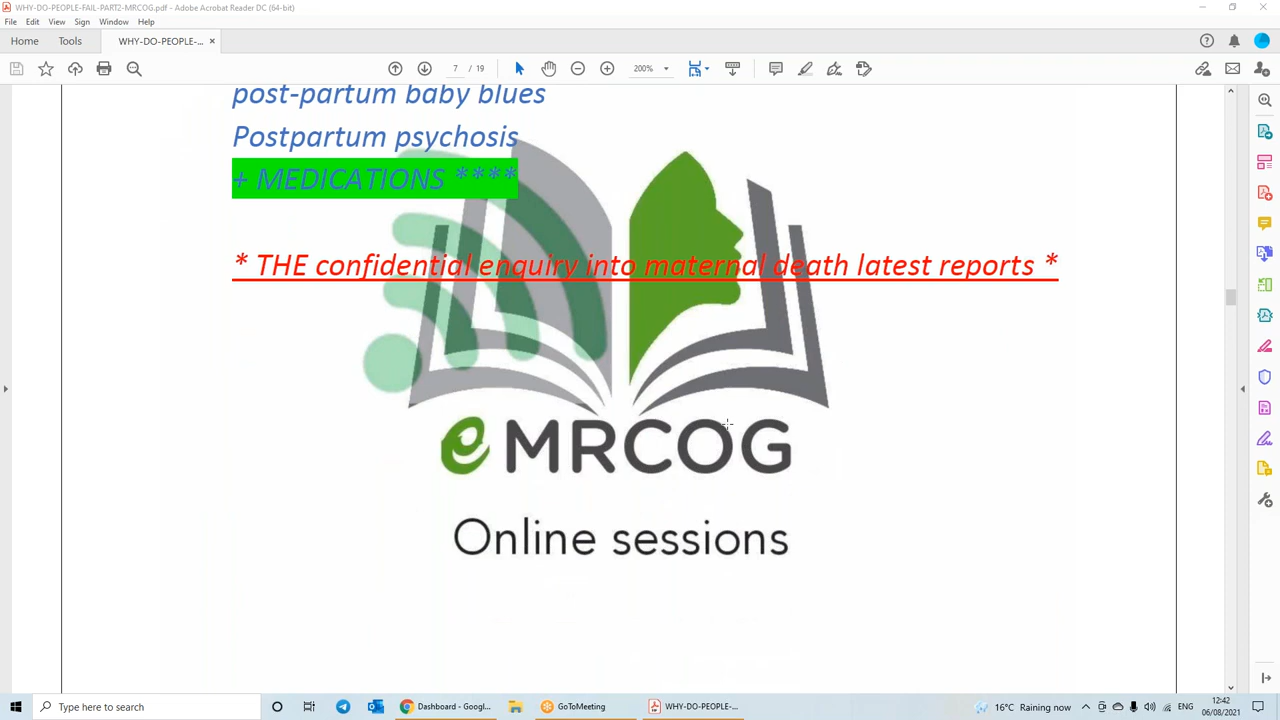 WHY-DO-PEOPLE-FAIL-PART2-MRCOG.pdf - Adobe Acrobat Reader DC (64-bit)
File Edit View Sign Window Help
Home Tools WHY-DO-PEOPLE-... ×
7 / 19 200%
post-partum baby blues
Postpartum psychosis
+ MEDICATIONS ****
* THE confidential enquiry into maternal death latest reports *
e MRCOG
Online sessions
Type here to search
Dashboard - Googl...
GoToMeeting
WHY-DO-PEOPLE-...
16°C Raining now
ENG
12:42
06/08/2021